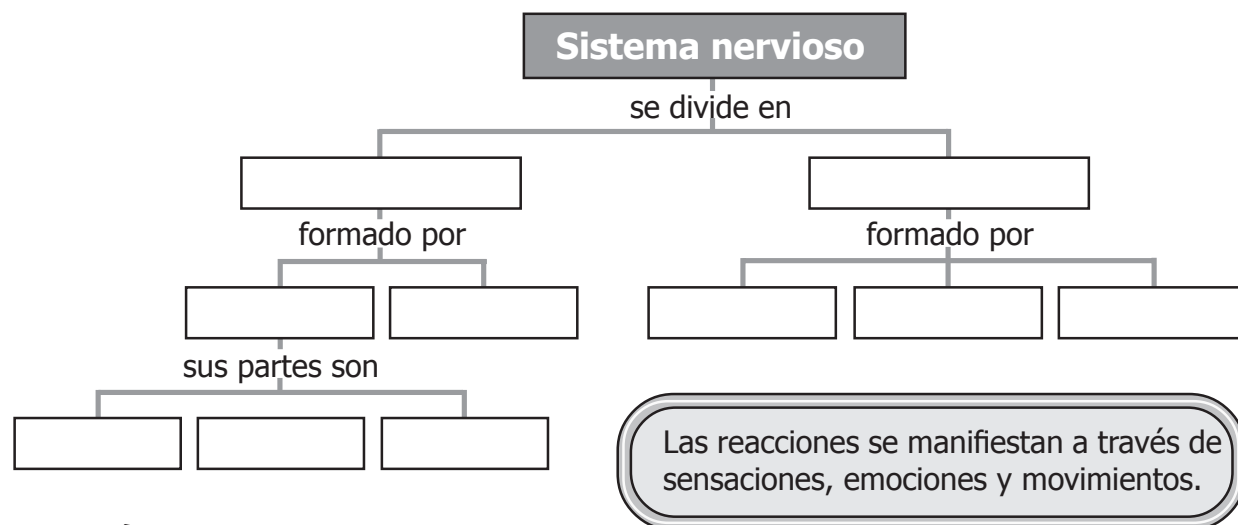 Sistema nervioso
se divide en
formado por
formado por
sus partes son
Las reacciones se manifiestan a través de
sensaciones, emociones y movimientos.